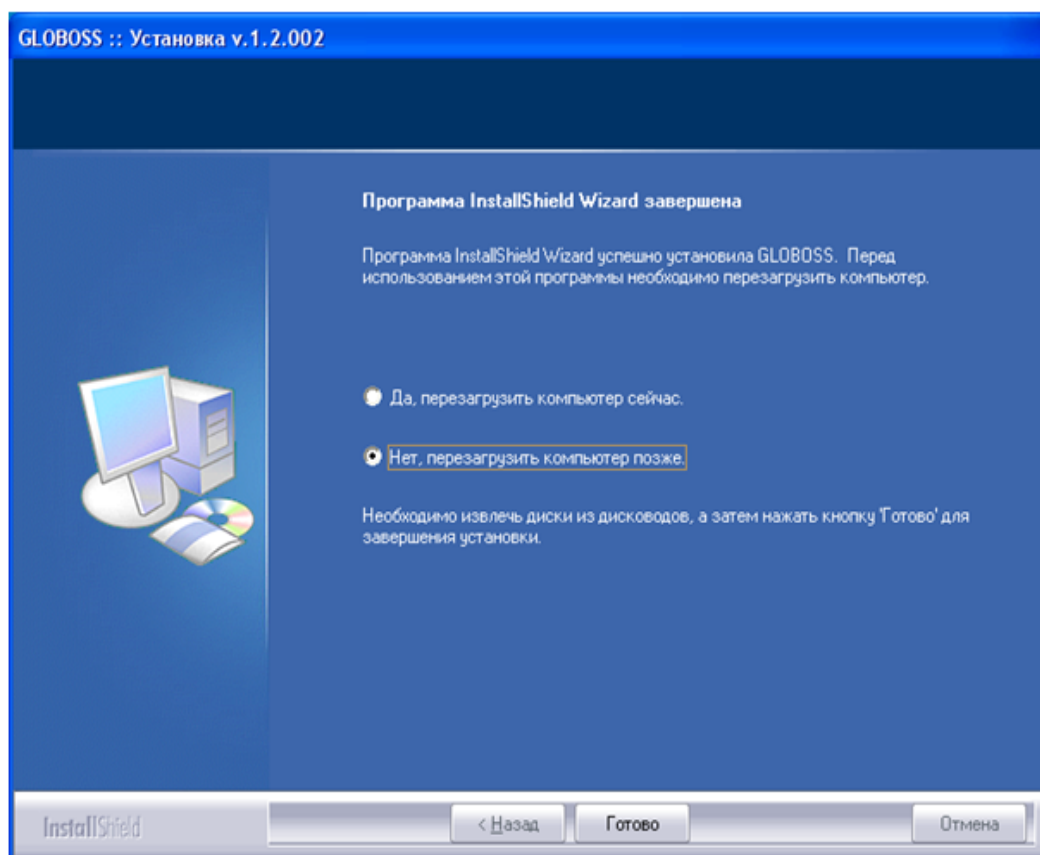 GLOBOSS :: Установка v.1.2.002
Программа InstallShield Wizard завершена
Программа InstallShield Wizard успешно установила GLOBOSS. Перед
использованием этой программы необходимо перезагрузить компьютер.
Да, перезагрузить компьютер сейчас.
Нет, перезагрузить компьютер позже.
Необходимо извлечь диски из дисководов, а затем нажать кнопку 'Готово' для
завершения установки.
InstallShield
< Назад
Готово
Отмена